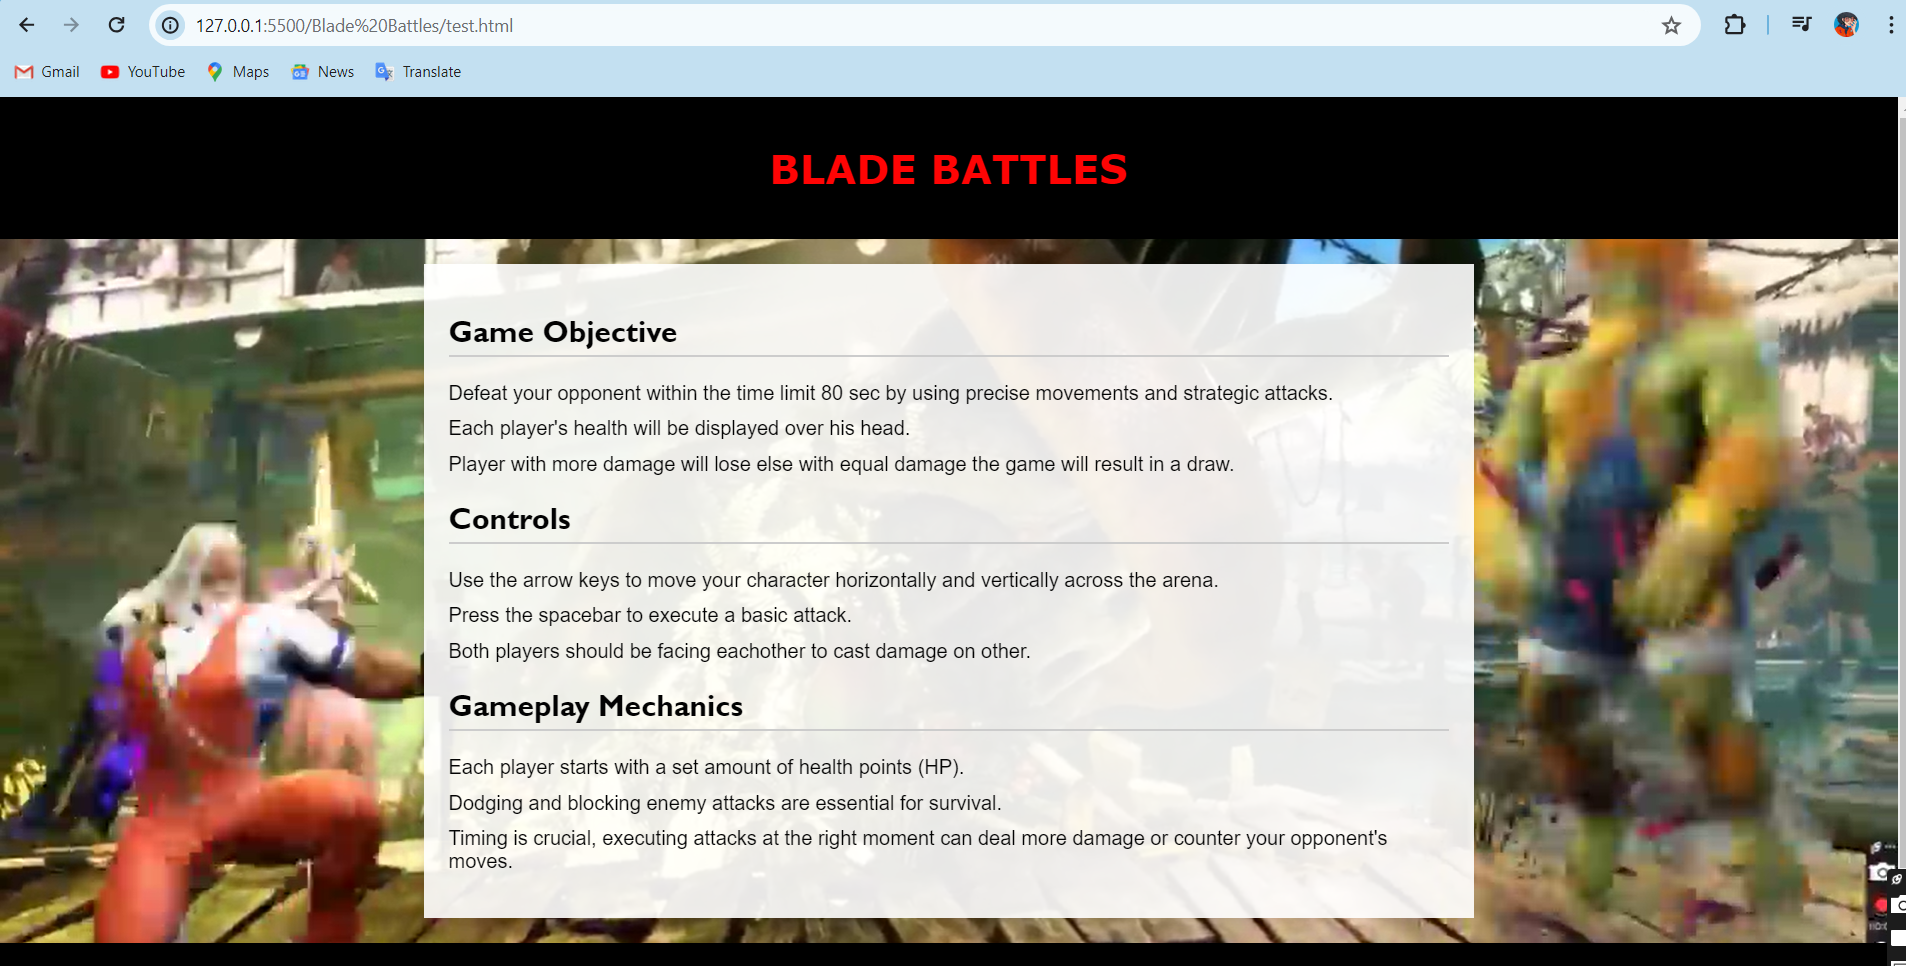 127.0.0.1:5500/Blade%20Battles/test.html
Gmail YouTube Maps News Translate
BLADE BATTLES
Game Objective
Defeat your opponent within the time limit 80 sec by using precise movements and strategic attacks.
Each player's health will be displayed over his head.
Player with more damage will lose else with equal damage the game will result in a draw.
Controls
Use the arrow keys to move your character horizontally and vertically across the arena.
Press the spacebar to execute a basic attack.
Both players should be facing eachother to cast damage on other.
Gameplay Mechanics
Each player starts with a set amount of health points (HP).
Dodging and blocking enemy attacks are essential for survival.
Timing is crucial, executing attacks at the right moment can deal more damage or counter your opponent's
moves.